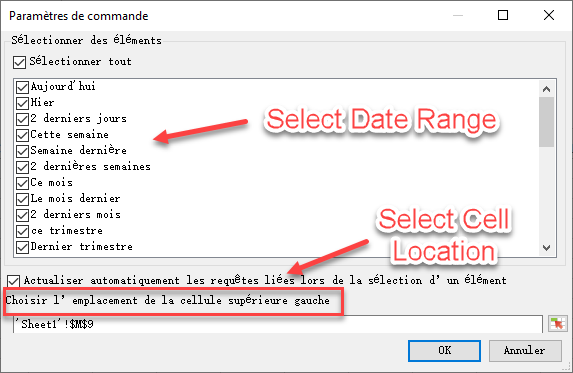 Paramètres de commande
Sélectionner des éléments
Sélectionner tout
Aujourd'hui
Hier
2 derniers jours
Cette semaine
Semaine dernière
2 dernières semaines
Ce mois
Le mois dernier
2 derniers mois
ce trimestre
Dernier trimestre
Select Date Range
Select Cell
Location
Actualiser automatiquement les requêtes liées lors de la sélection d’un élément
Choisir l’emplacement de la cellule supérieure gauche
'Sheet1'!$M$9
OK
Annuler